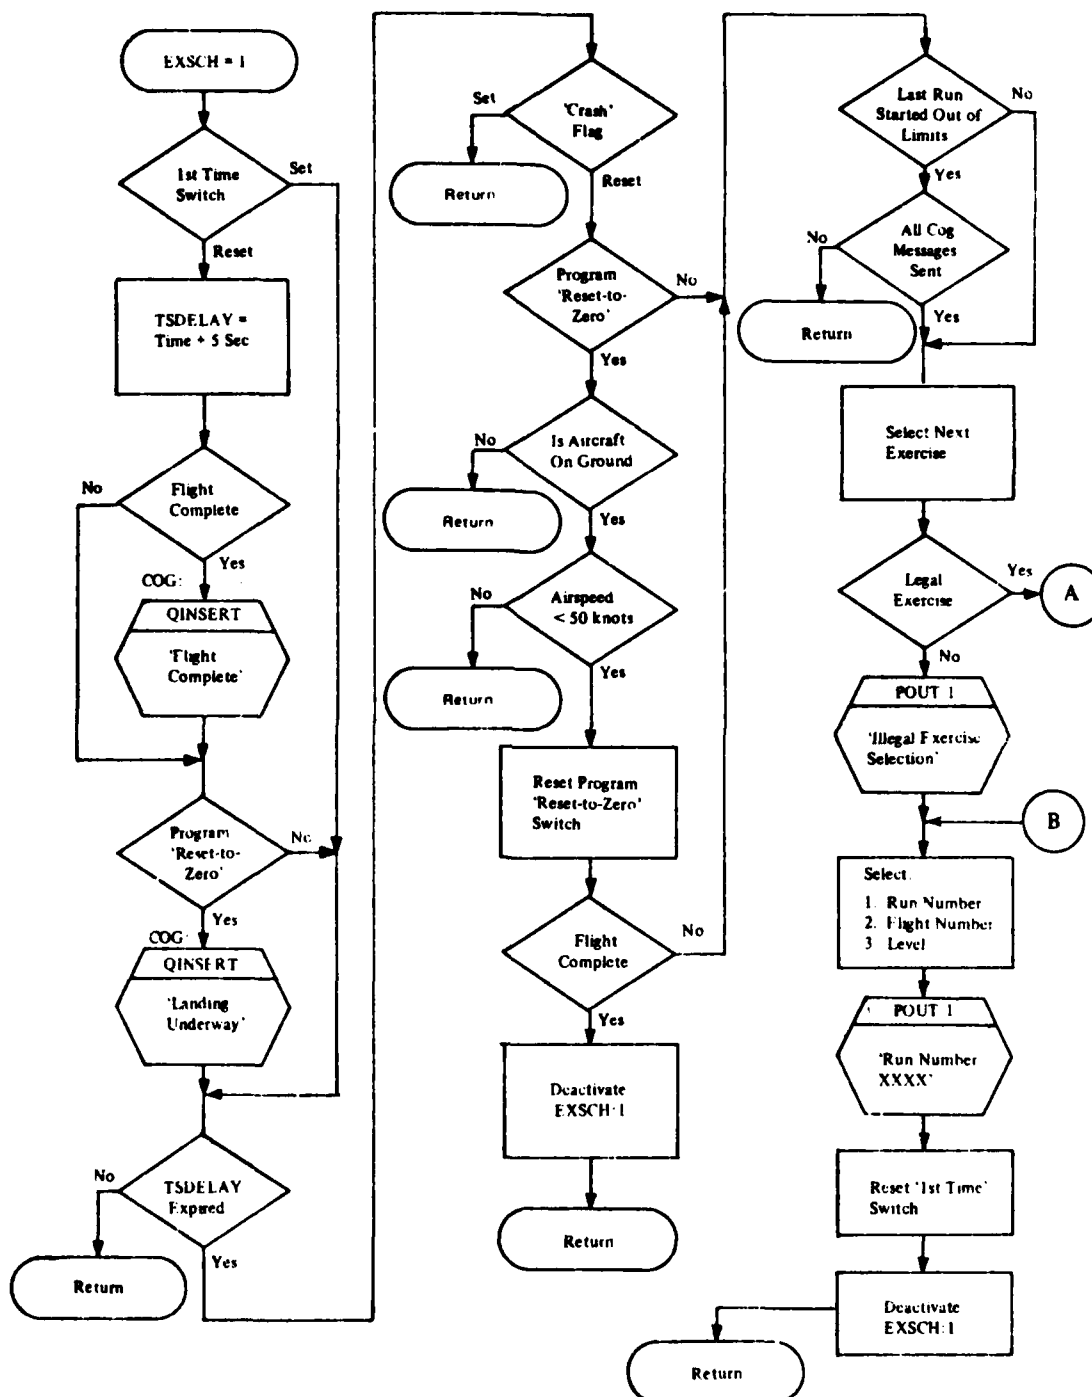 EXSCH = 1
1st Time
Switch
Set
Reset
TSDELAY =
Time + 5 Sec
Flight
Complete
No
Yes
COG:
QINSERT
'Flight
Complete'
Program
'Reset-to-
Zero'
No
Yes
COG:
QINSERT
'Landing
Underway'
TSDELAY
Expired
No
Yes
Return
'Crash'
Flag
Set
Return
Reset
Program
'Reset-to-
Zero'
No
Yes
Is Aircraft
On Ground
No
Return
Yes
Airspeed
< 50 knots
No
Return
Yes
Reset Program
'Reset-to-Zero'
Switch
Flight
Complete
No
Yes
Deactivate
EXSCH:1
Return
Last Run
Started Out of
Limits
No
Yes
All Cog
Messages
Sent
No
Return
Yes
Select Next
Exercise
Legal
Exercise
Yes
A
No
POUT 1
'Illegal Exercise
Selection'
B
Select:
1. Run Number
2. Flight Number
3 Level
POUT 1
'Run Number
XXXX'
Reset '1st Time'
Switch
Deactivate
EXSCH:1
Return